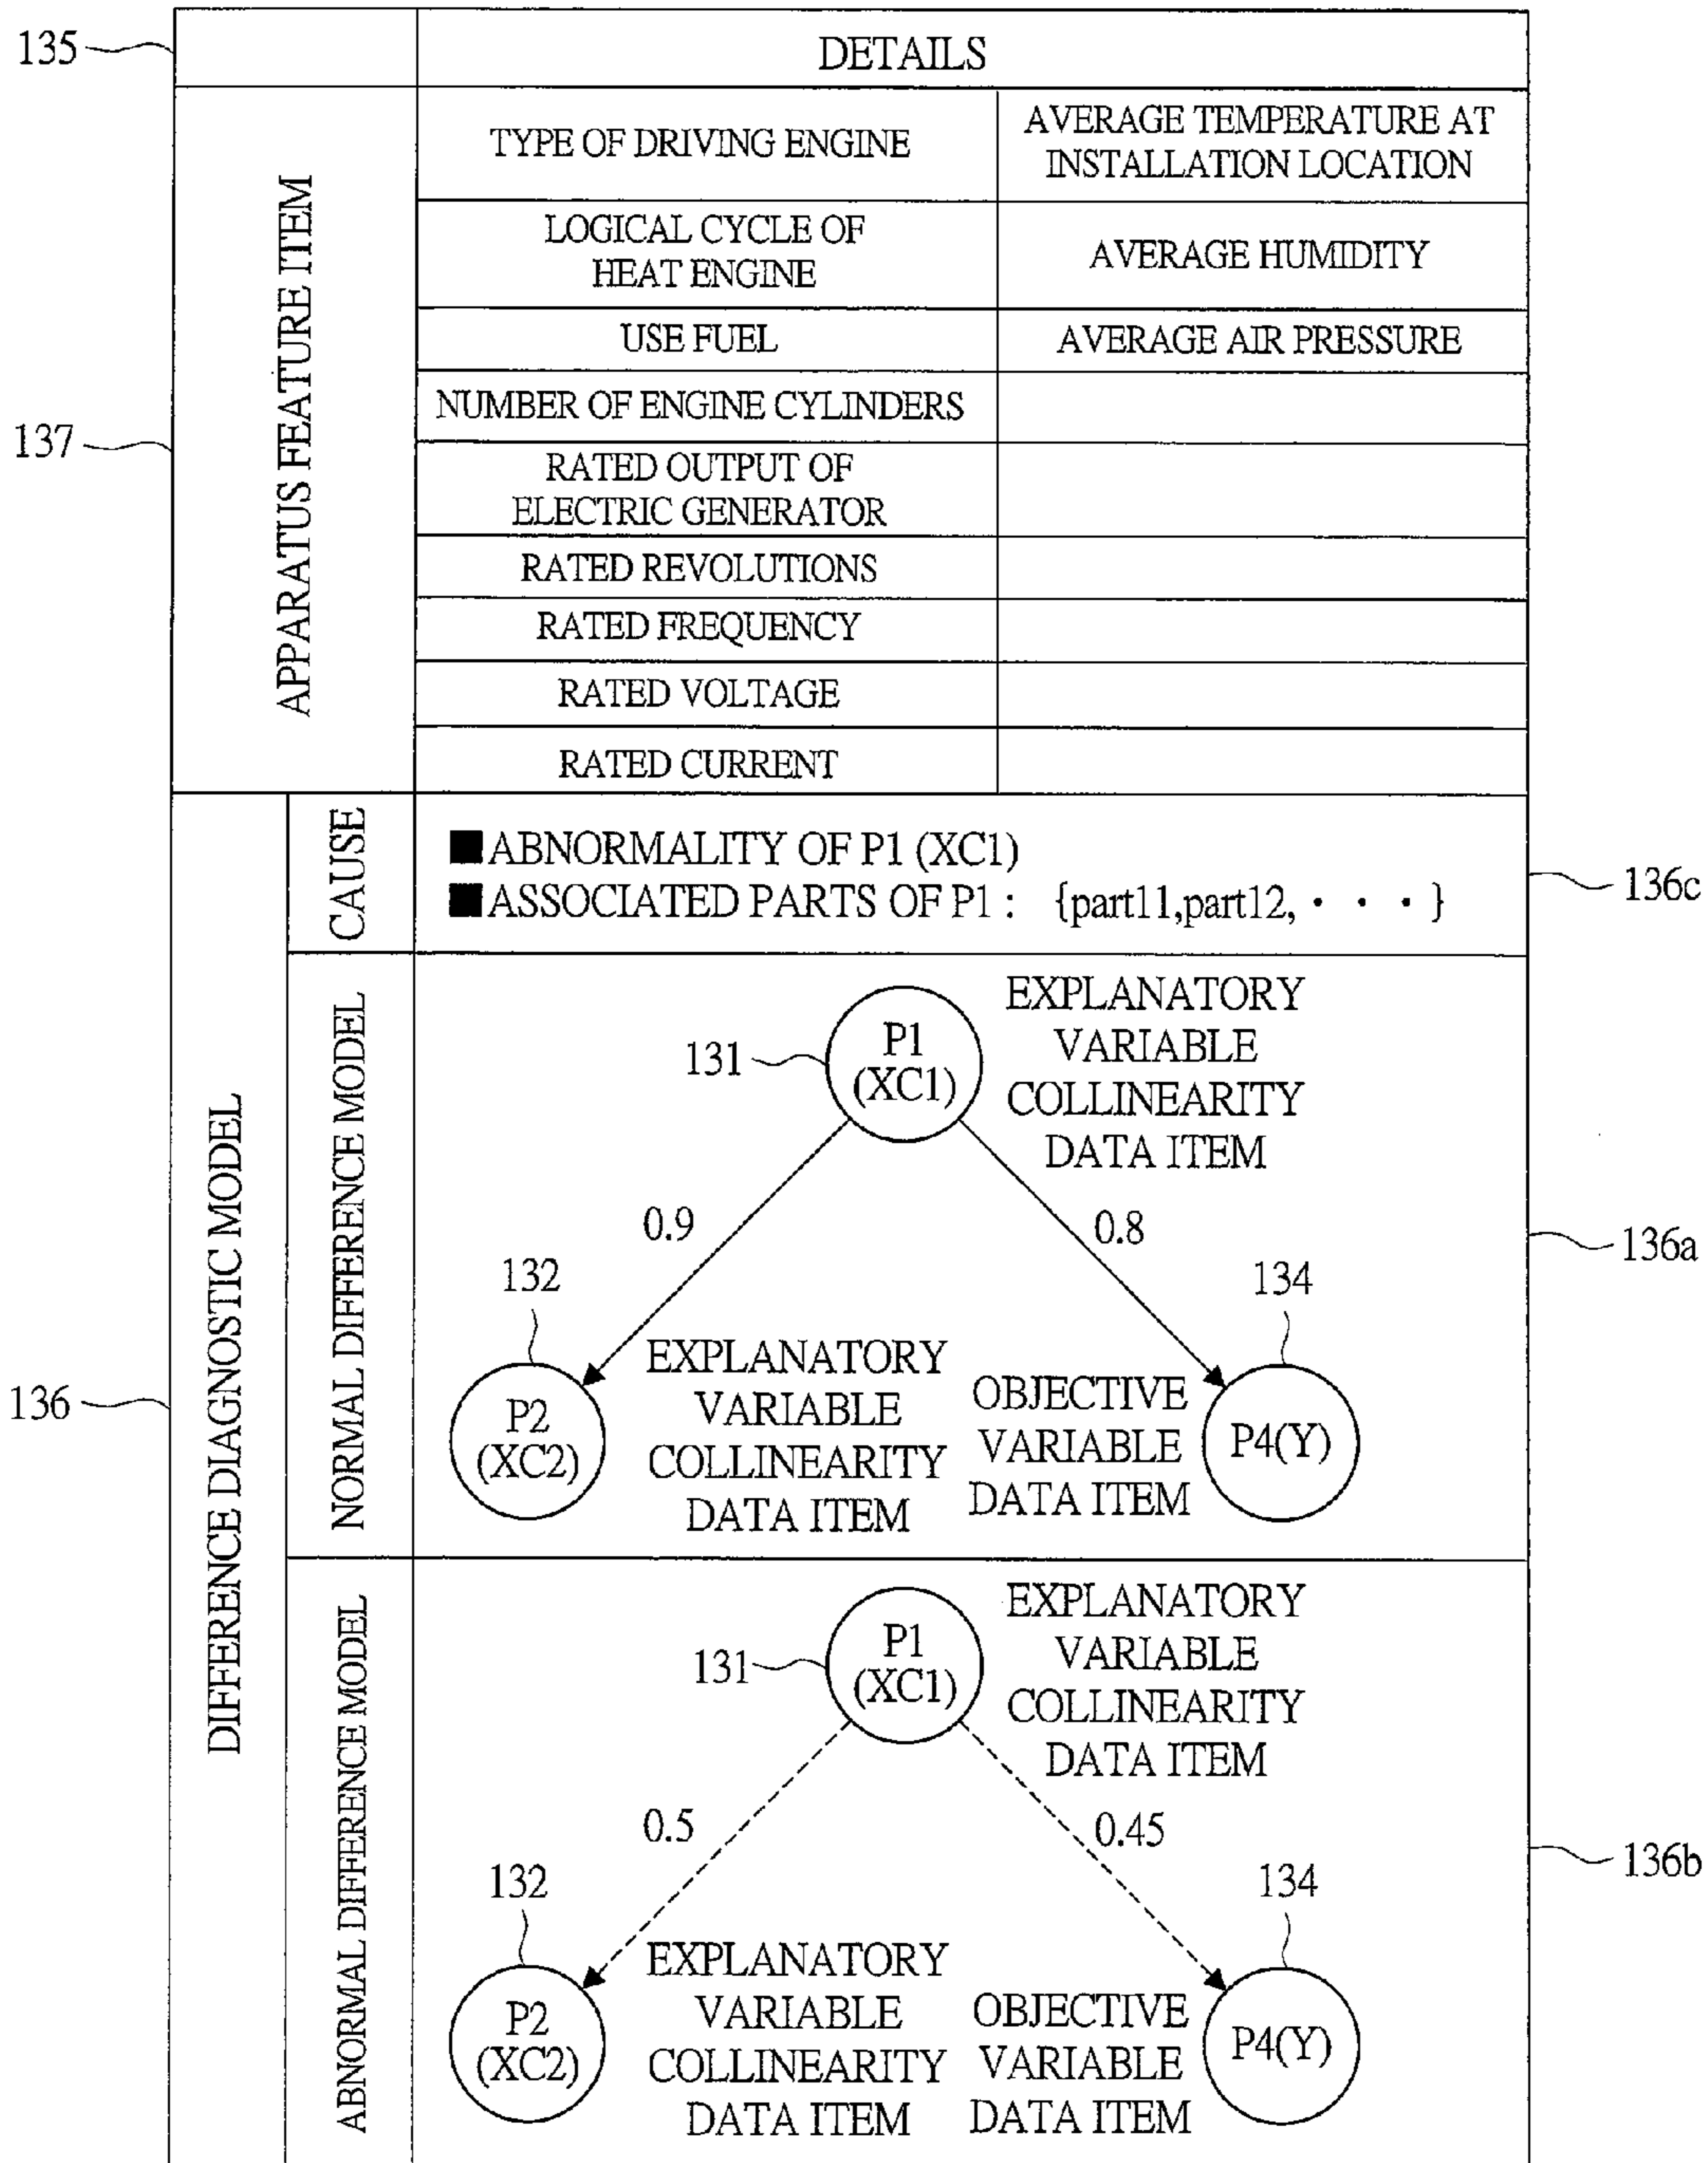 135
DETAILS
137
APPARATUS FEATURE ITEM
TYPE OF DRIVING ENGINE
AVERAGE TEMPERATURE AT
INSTALLATION LOCATION
LOGICAL CYCLE OF
HEAT ENGINE
AVERAGE HUMIDITY
USE FUEL
AVERAGE AIR PRESSURE
NUMBER OF ENGINE CYLINDERS
RATED OUTPUT OF
ELECTRIC GENERATOR
RATED REVOLUTIONS
RATED FREQUENCY
RATED VOLTAGE
RATED CURRENT
136
DIFFERENCE DIAGNOSTIC MODEL
CAUSE
■ABNORMALITY OF P1 (XC1)
■ASSOCIATED PARTS OF P1 : {part11,part12, · · · }
136c
NORMAL DIFFERENCE MODEL
131
P1
(XC1)
EXPLANATORY
VARIABLE
COLLINEARITY
DATA ITEM
0.9
0.8
136a
132
134
P2
(XC2)
EXPLANATORY
VARIABLE
COLLINEARITY
DATA ITEM
OBJECTIVE
VARIABLE
DATA ITEM
P4(Y)
ABNORMAL DIFFERENCE MODEL
131
P1
(XC1)
EXPLANATORY
VARIABLE
COLLINEARITY
DATA ITEM
0.5
0.45
136b
132
134
P2
(XC2)
EXPLANATORY
VARIABLE
COLLINEARITY
DATA ITEM
OBJECTIVE
VARIABLE
DATA ITEM
P4(Y)